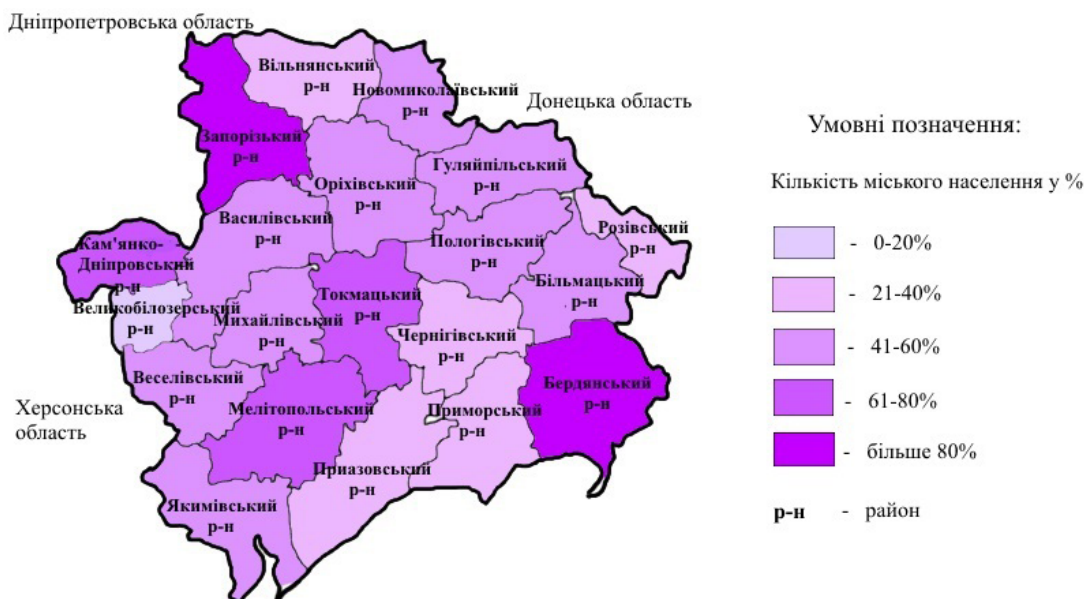 Дніпропетровська область
Вільнянський
р-н
Новомиколаївський
р-н
Донецька область
Запорізький
р-н
Гуляйпільський
р-н
Оріхівський
р-н
Василівський
р-н
Пологівський
р-н
Розівський
р-н
Кам'янко-
Дніпровський
р-н
Більмацький
р-н
Великобілозерський
р-н
Михайлівський
р-н
Токмацький
р-н
Чернігівський
р-н
Веселівський
р-н
Мелітопольський
р-н
Приморський
р-н
Бердянський
р-н
Херсонська
область
Приазовський
р-н
Якимівський
р-н
Умовні позначення:
Кількість міського населення у %
- 0-20%
- 21-40%
- 41-60%
- 61-80%
- більше 80%
р-н - район